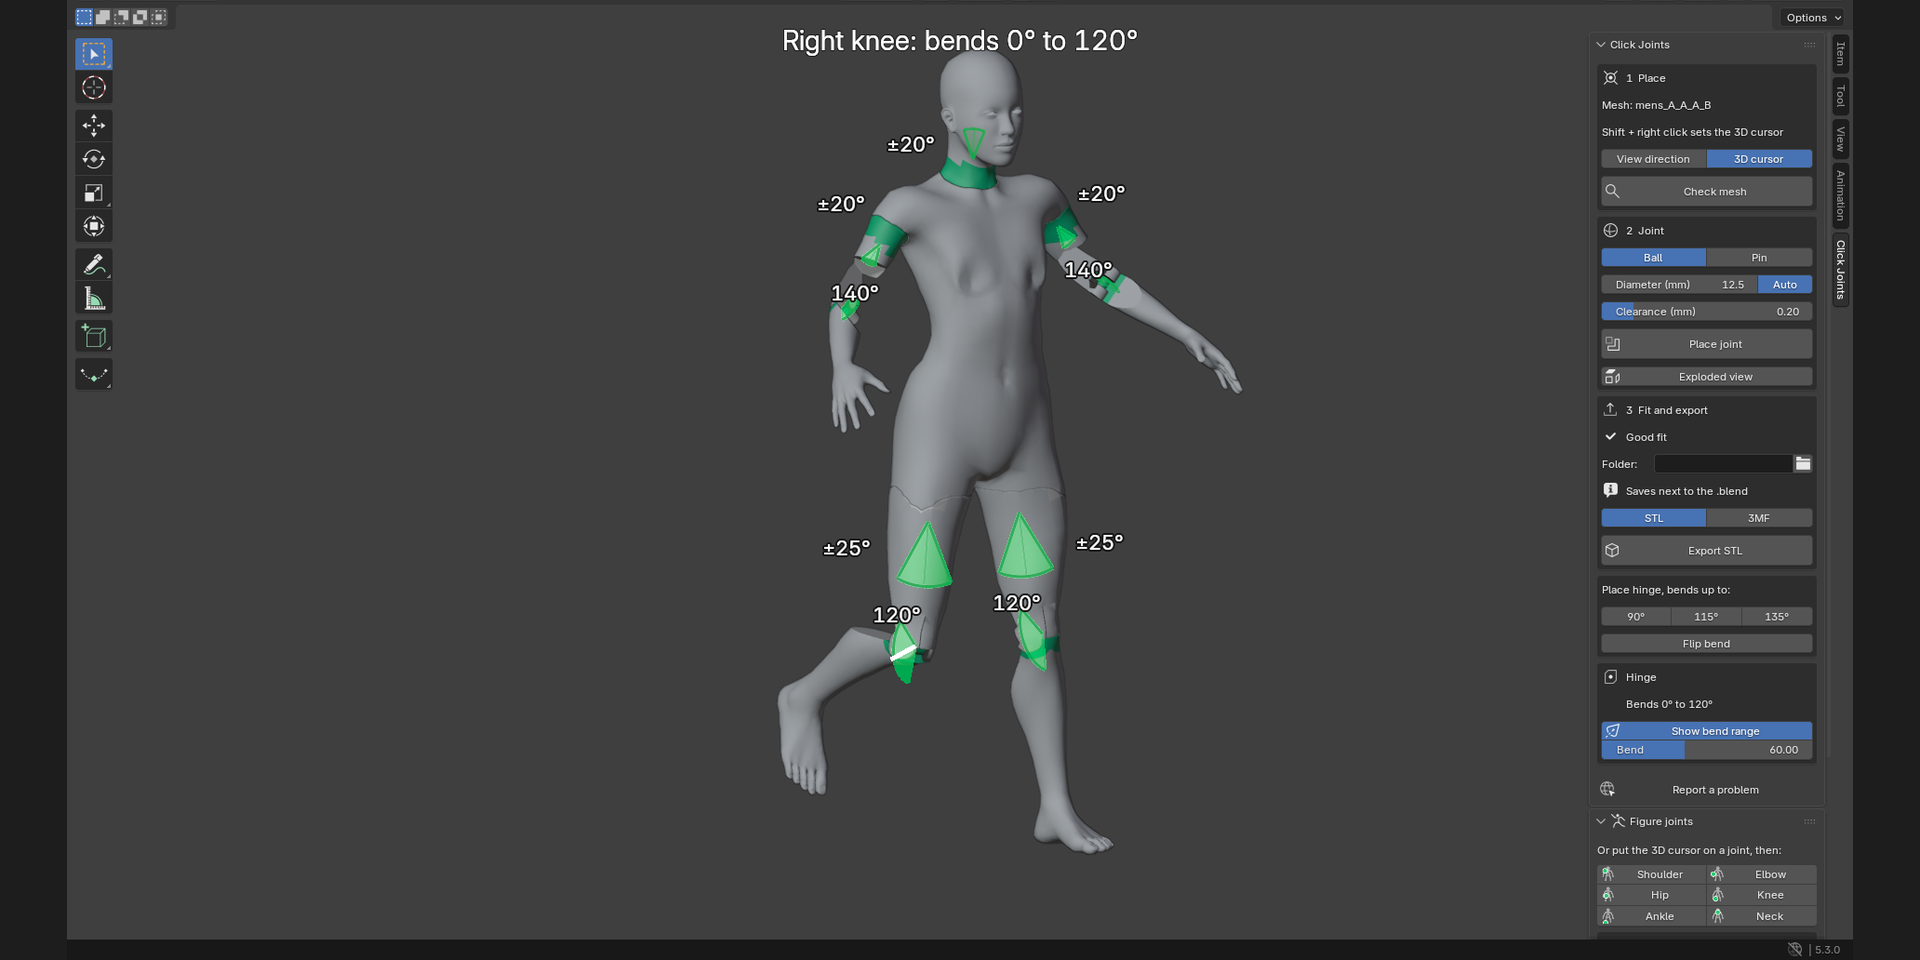 Options
Right knee: bends 0° to 120°
±20°
±20°
±20°
140°
140°
±25°
±25°
120°
120°
Click Joints
1 Place
Mesh: mens_A_A_A_B
Shift + right click sets the 3D cursor
View direction
3D cursor
Check mesh
2 Joint
Ball
Pin
Diameter (mm) 12.5
Auto
Clearance (mm) 0.20
Place joint
Exploded view
3 Fit and export
Good fit
Folder:
Saves next to the .blend
STL
3MF
Export STL
Place hinge, bends up to:
90°
115°
135°
Flip bend
Hinge
Bends 0° to 120°
Show bend range
Bend 60.00
Report a problem
Figure joints
Or put the 3D cursor on a joint, then:
Shoulder
Elbow
Hip
Knee
Ankle
Neck
Item
Tool
View
Animation
Click Joints
5.3.0